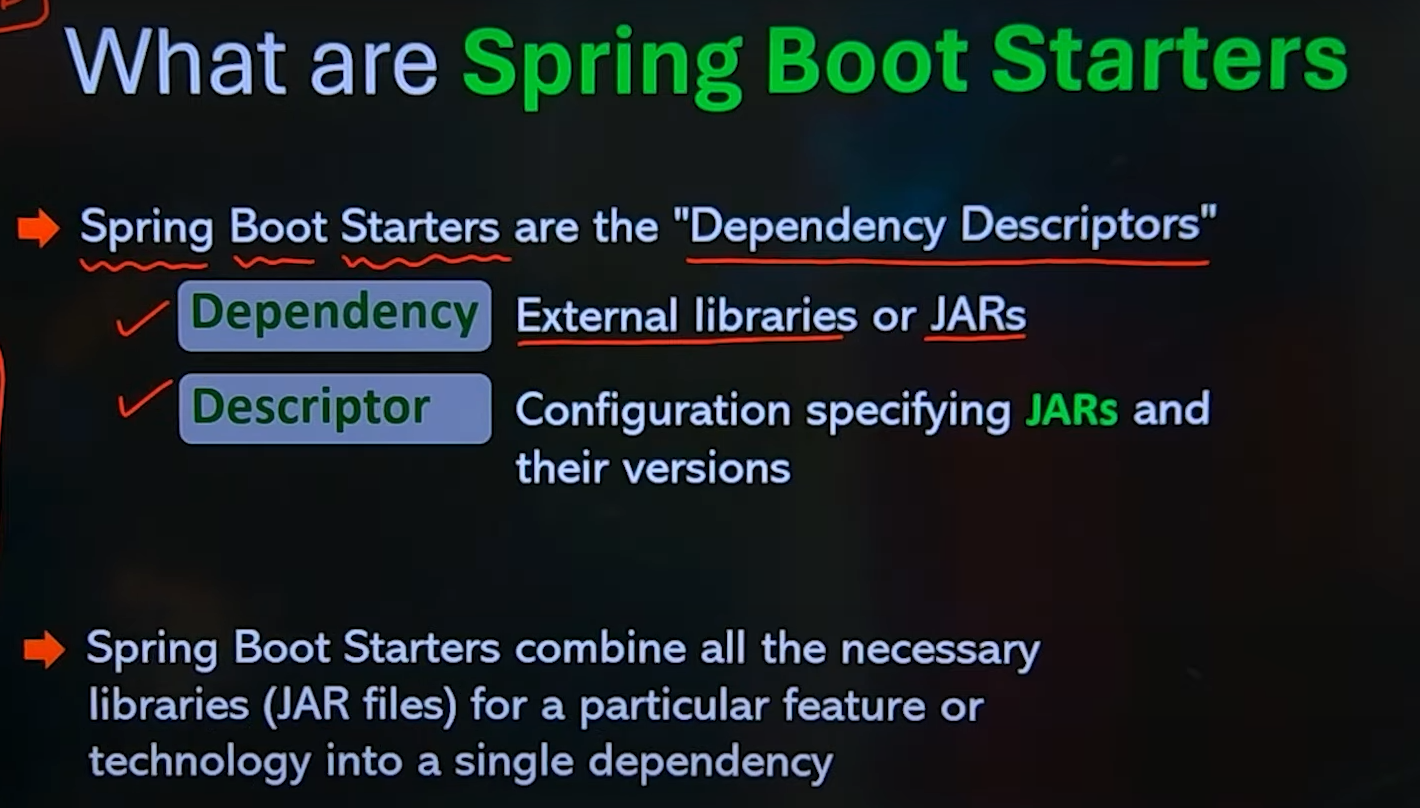 What are Spring Boot Starters
Spring Boot Starters are the "Dependency Descriptors"
Dependency External libraries or JARs
Descriptor Configuration specifying JARs and
their versions
Spring Boot Starters combine all the necessary
libraries (JAR files) for a particular feature or
technology into a single dependency